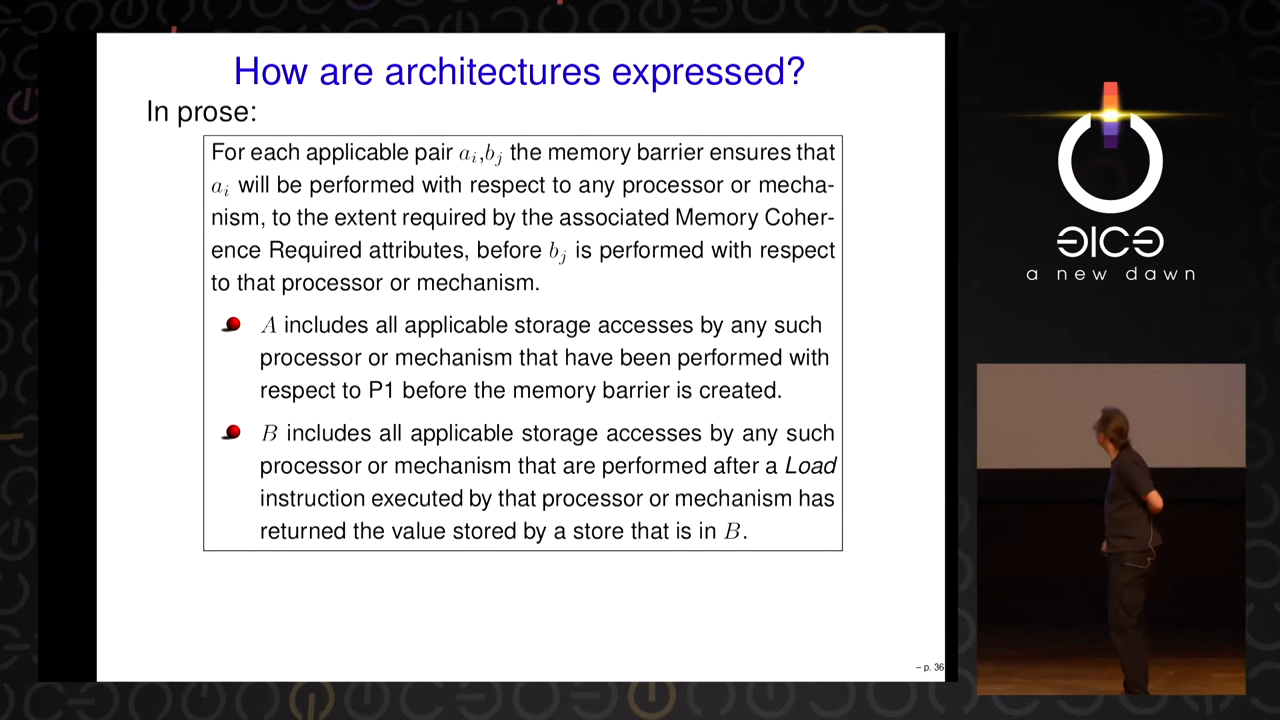 How are architectures expressed?
In prose:
For each applicable pair aᵢ,bⱼ the memory barrier ensures that
aᵢ will be performed with respect to any processor or mecha-
nism, to the extent required by the associated Memory Coher-
ence Required attributes, before bⱼ is performed with respect
to that processor or mechanism.
A includes all applicable storage accesses by any such
processor or mechanism that have been performed with
respect to P1 before the memory barrier is created.
B includes all applicable storage accesses by any such
processor or mechanism that are performed after a Load
instruction executed by that processor or mechanism has
returned the value stored by a store that is in B.
– p. 36
31C3
a new dawn